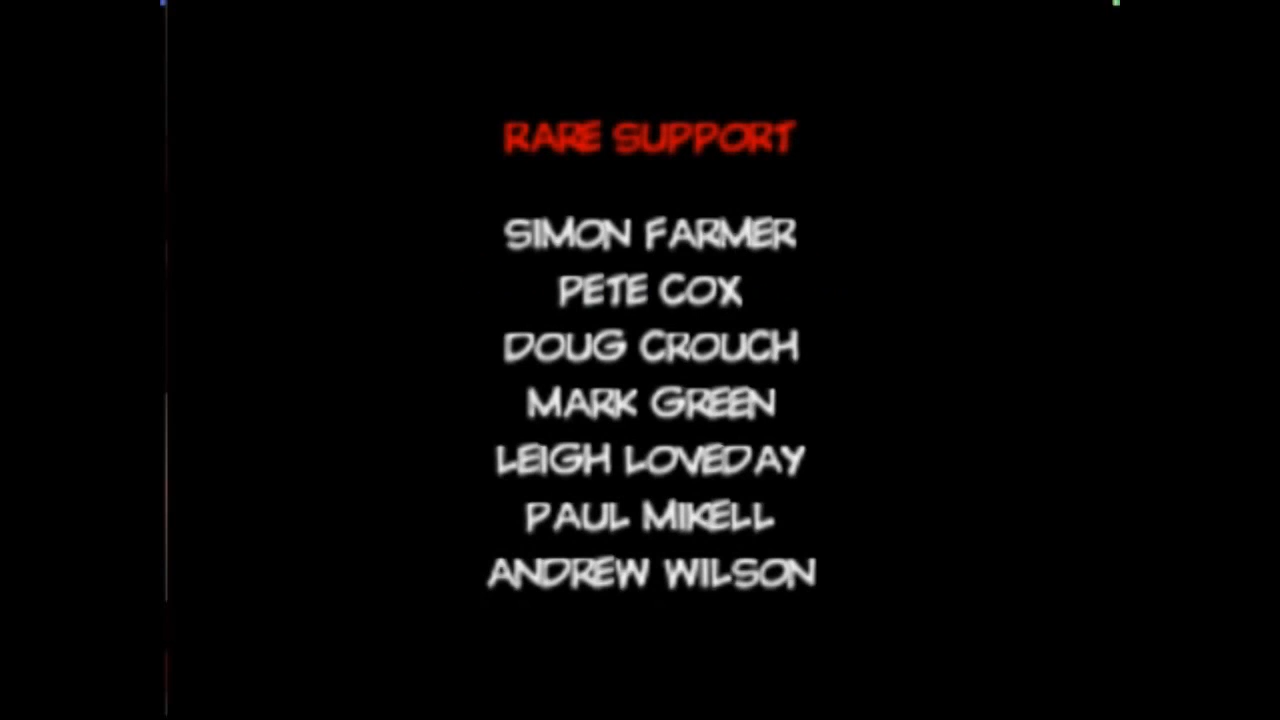 RARE SUPPORT
SIMON FARMER
PETE COX
DOUG CROUCH
MARK GREEN
LEIGH LOVEDAY
PAUL MIKELL
ANDREW WILSON